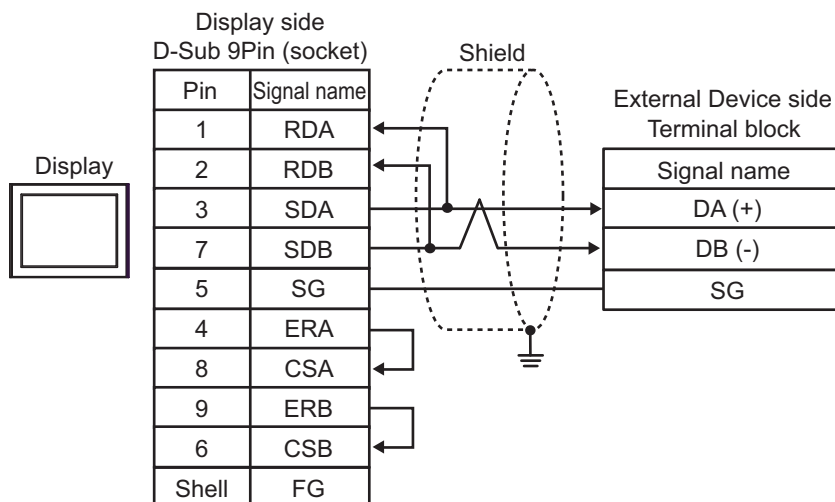 Display side
D-Sub 9Pin (socket)
Shield
External Device side
Terminal block
Display
Pin Signal name
1 RDA
2 RDB
3 SDA
7 SDB
5 SG
4 ERA
8 CSA
9 ERB
6 CSB
Shell FG
Signal name
DA (+)
DB (-)
SG